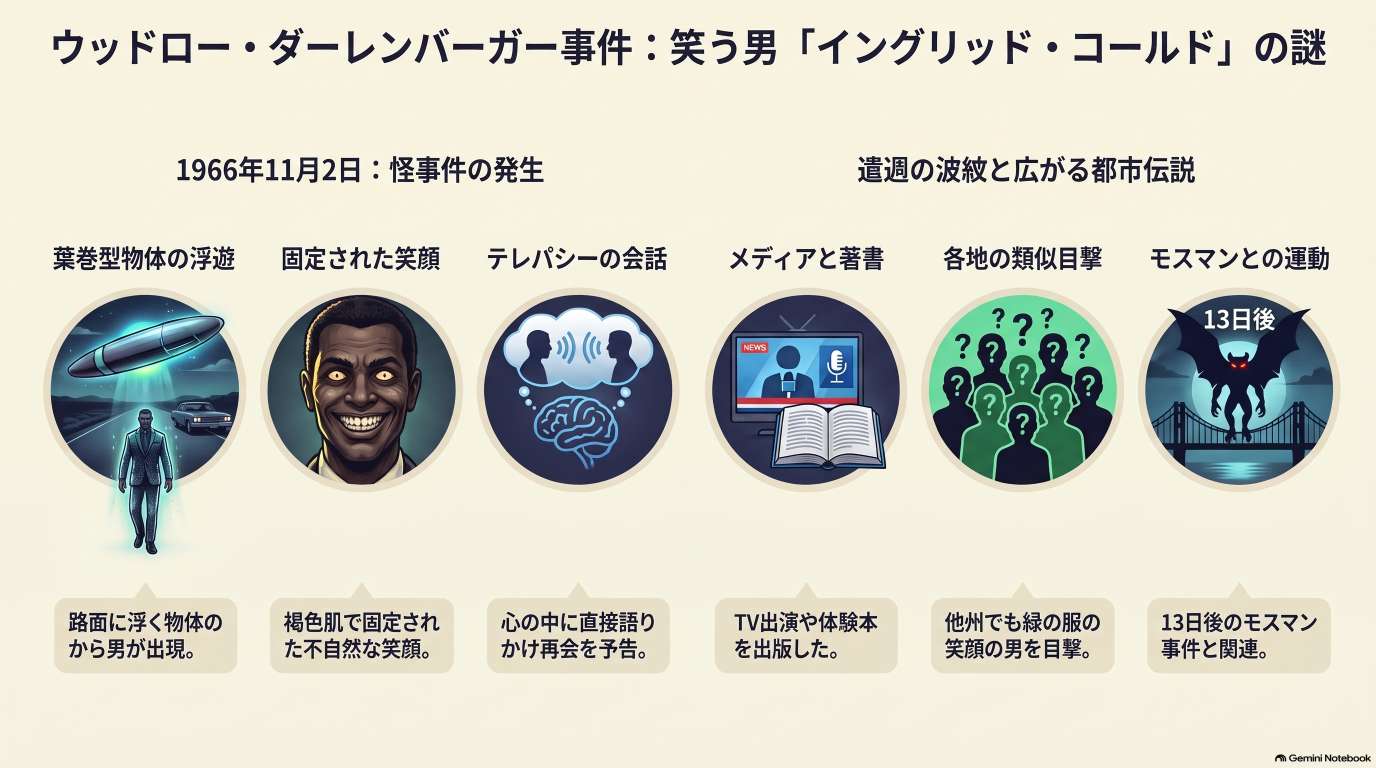 ウッドロー・ダーレンバーガー事件：笑う男「イングリッド・コールド」の謎
1966年11月2日：怪事件の発生
葉巻型物体の浮遊
固定された笑顔
テレパシーの会話
路面に浮く物体の
から男が出現。
褐色肌で固定され
た不自然な笑顔。
心の中に直接語り
かけ再会を予告。
遣週の波紋と広がる都市伝説
メディアと著書
各地の類似目撃
モスマンとの運動
NEWS
? ? ?
? ? ? ?
? ? ?
? ? ?
13日後
TV出演や体験本
を出版した。
他州でも緑の服の
笑顔の男を目撃。
13日後のモスマン
事件と関連。
Gemini Notebook